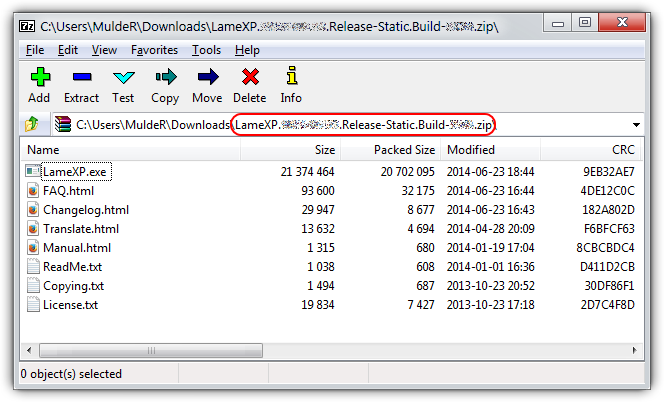 7z C:\Users\MuldeR\Downloads\LameXP. .Release-Static.Build- .zip\
File Edit View Favorites Tools Help
Add Extract Test Copy Move Delete Info
C:\Users\MuldeR\Downloads\LameXP. .Release-Static.Build- .zip\
Name Size Packed Size Modified CRC
LameXP.exe 21 374 464 20 702 095 2014-06-23 18:44 9EB32AE7
FAQ.html 93 600 32 175 2014-06-23 16:44 4DE12C0C
Changelog.html 29 947 8 677 2014-06-23 16:43 182A802D
Translate.html 13 632 4 694 2014-04-28 20:09 F6BFCF63
Manual.html 1 315 680 2014-01-19 17:04 8CBCBDC4
ReadMe.txt 1 038 608 2014-01-01 16:36 D411D2CB
Copying.txt 1 494 687 2013-10-23 20:52 30DF86F1
License.txt 19 834 7 427 2013-10-23 17:18 2D7C4F8D
0 object(s) selected